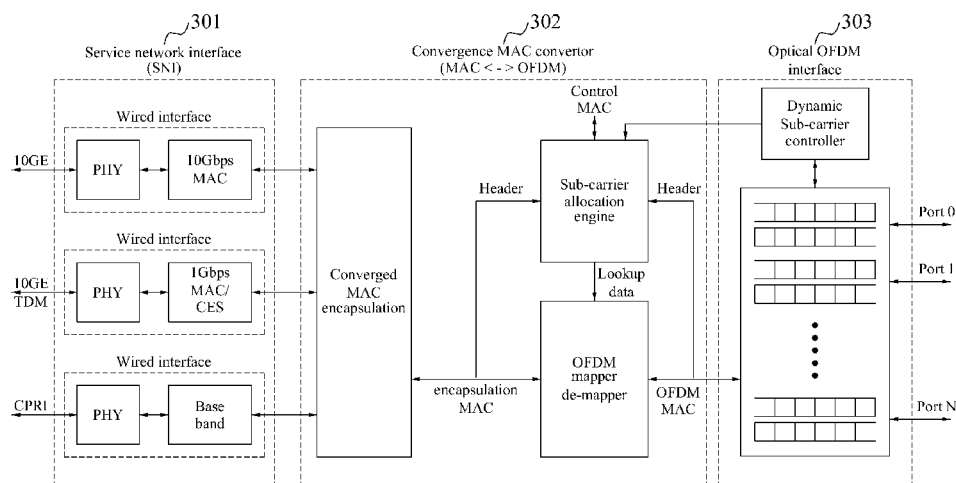 301
Service network interface
(SNI)
302
Convergence MAC convertor
(MAC < - > OFDM)
303
Optical OFDM
interface
Wired interface
10GE
PHY
10Gbps
MAC
Wired interface
10GE
TDM
PHY
1Gbps
MAC/
CES
Wired interface
CPRI
PHY
Base
band
Converged
MAC
encapsulation
Control
MAC
Header
Sub-carrier
allocation
engine
Header
Lookup
data
encapsulation
MAC
OFDM
mapper
de-mapper
OFDM
MAC
Dynamic
Sub-carrier
controller
Port 0
Port 1
Port N